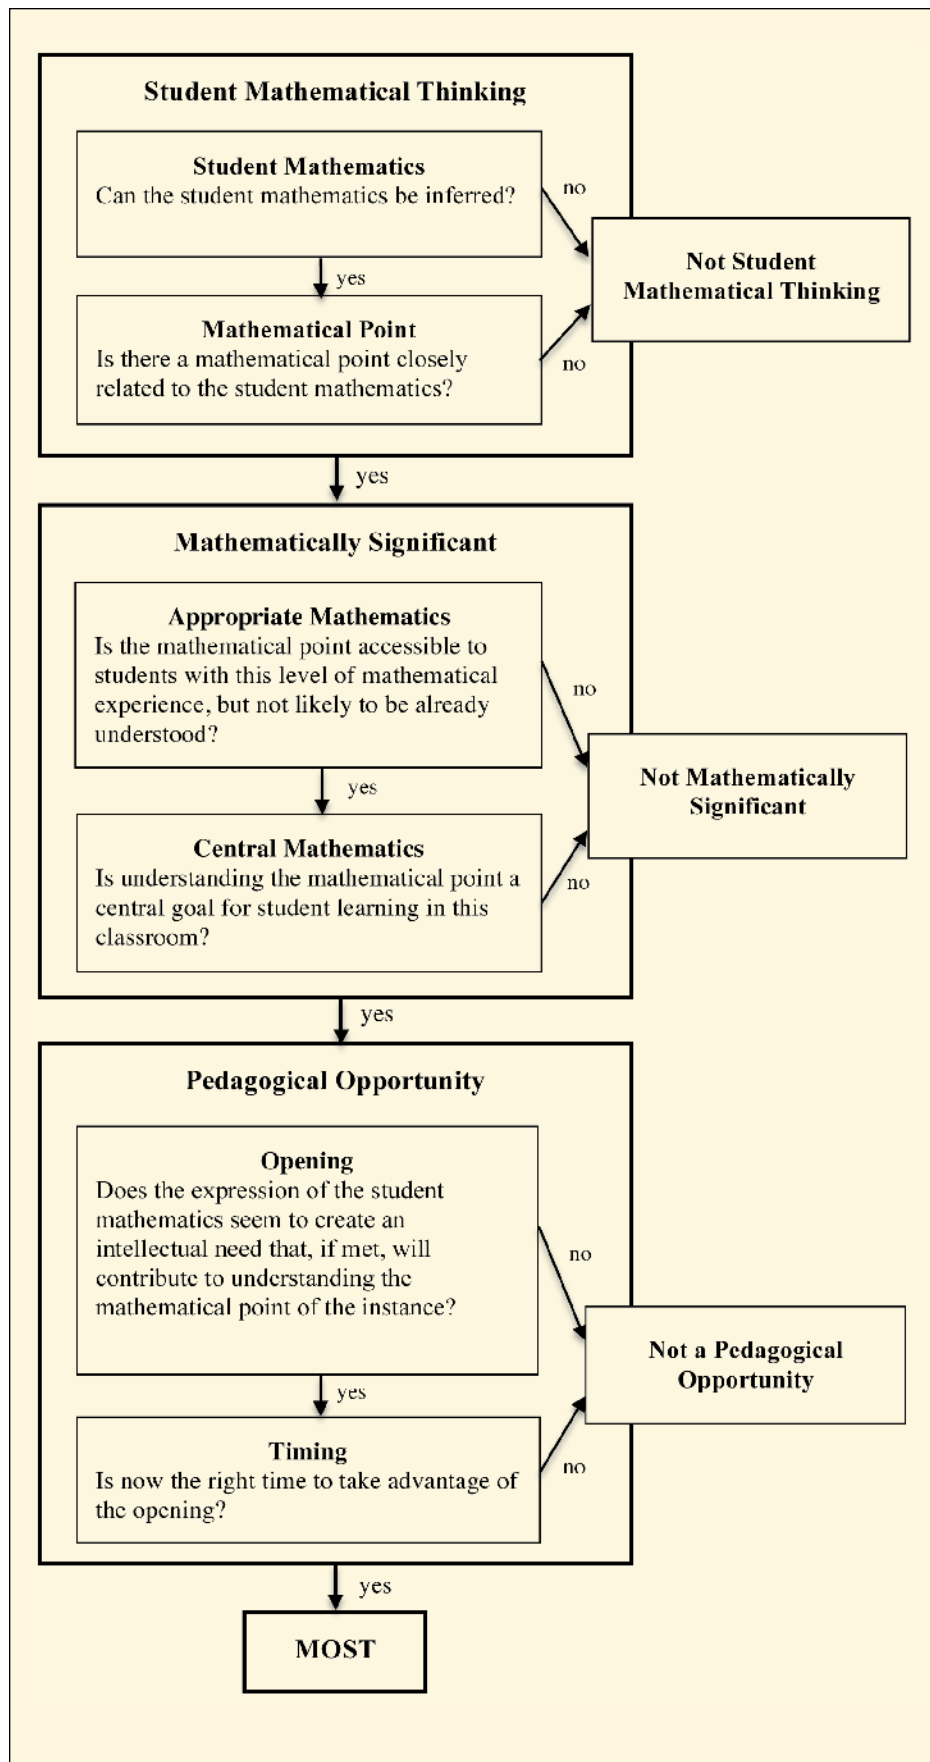 Student Mathematical Thinking
Student Mathematics
Can the student mathematics be inferred?
no
Not Student
Mathematical Thinking
yes
Mathematical Point
Is there a mathematical point closely
related to the student mathematics?
no
yes
Mathematically Significant
Appropriate Mathematics
Is the mathematical point accessible to
students with this level of mathematical
experience, but not likely to be already
understood?
no
Not Mathematically
Significant
yes
Central Mathematics
Is understanding the mathematical point a
central goal for student learning in this
classroom?
no
yes
Pedagogical Opportunity
Opening
Does the expression of the student
mathematics seem to create an
intellectual need that, if met, will
contribute to understanding the
mathematical point of the instance?
no
Not a Pedagogical
Opportunity
yes
Timing
Is now the right time to take advantage of
the opening?
no
yes
MOST